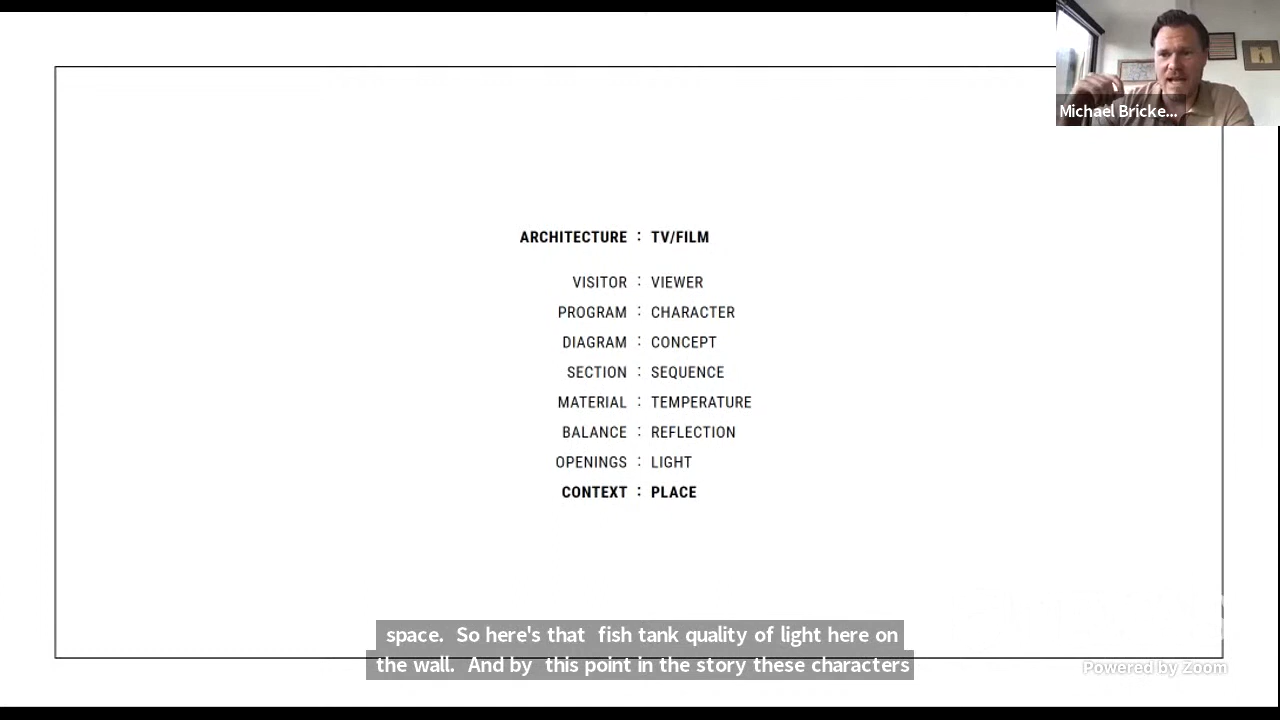 Michael Bricke...
ARCHITECTURE : TV/FILM
VISITOR : VIEWER
PROGRAM : CHARACTER
DIAGRAM : CONCEPT
SECTION : SEQUENCE
MATERIAL : TEMPERATURE
BALANCE : REFLECTION
OPENINGS : LIGHT
CONTEXT : PLACE
space. So here's that fish tank quality of light here on
the wall. And by this point in the story these characters
Powered by Zoom